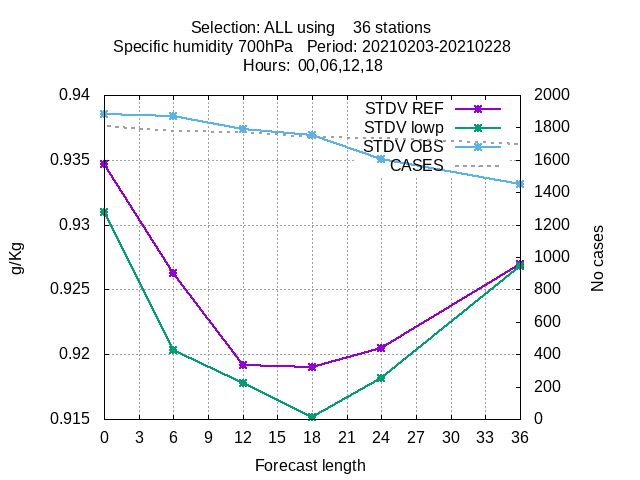 Selection: ALL using    36 stations
Specific humidity 700hPa   Period: 20210203-20210228
Hours:  00,06,12,18
0.94
0.935
0.93
0.925
0.92
0.915
g/Kg
STDV REF
STDV lowp
STDV OBS
CASES
2000
1800
1600
1400
1200
1000
800
600
400
200
0
No cases
0 3 6 9 12 15 18 21 24 27 30 33 36
Forecast length